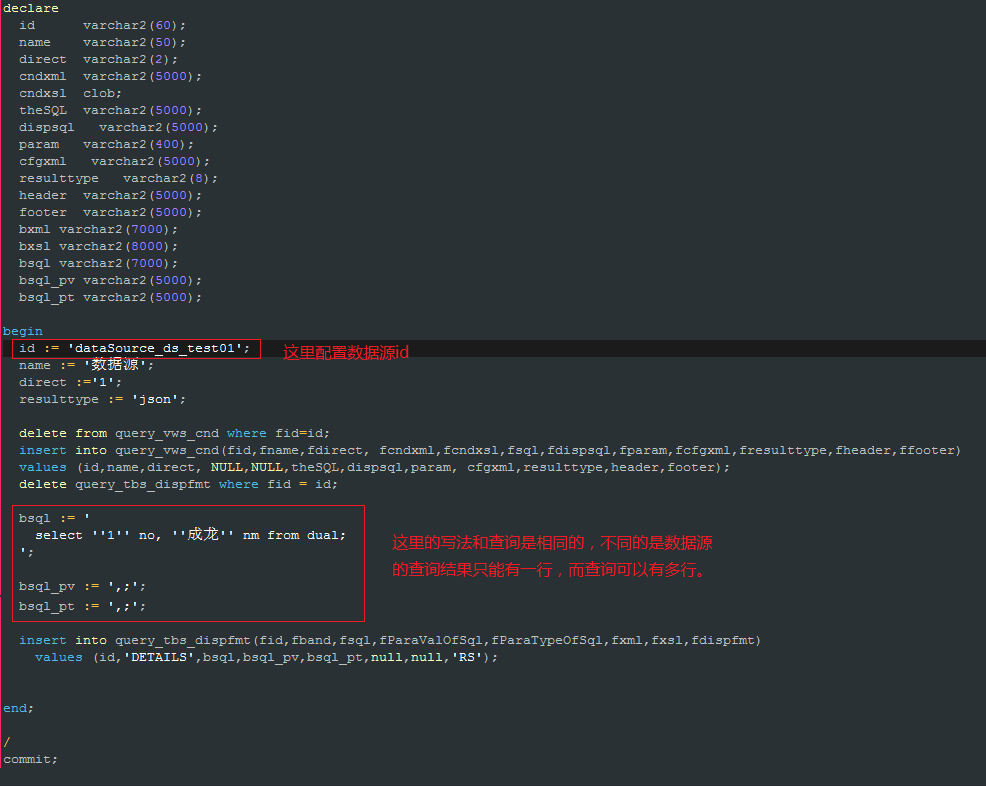 declare
id varchar2(60);
name varchar2(50);
direct varchar2(2);
cndxml varchar2(5000);
cndxsl clob;
theSQL varchar2(5000);
dispsql varchar2(5000);
param varchar2(400);
cfgxml varchar2(5000);
resulttype varchar2(8);
header varchar2(5000);
footer varchar2(5000);
bxml varchar2(7000);
bxsl varchar2(8000);
bsql varchar2(7000);
bsql_pv varchar2(5000);
bsql_pt varchar2(5000);
begin
id := 'dataSource_ds_test01'; 这里配置数据源id
name := '数据源';
direct :='1';
resulttype := 'json';
delete from query_vws_cnd where fid=id;
insert into query_vws_cnd(fid,fname,fdirect, fcndxml,fcndxsl,fsql,fdispsql,fparam,fcfgxml,fresulttype,fheader,ffooter)
values (id,name,direct, NULL,NULL,theSQL,dispsql,param, cfgxml,resulttype,header,footer);
delete query_tbs_dispfmt where fid = id;
bsql := '
select ''1'' no, ''成龙'' nm from dual;
';
这里的写法和查询是相同的，不同的是数据源
的查询结果只能有一行，而查询可以有多行。
bsql_pv := ',;';
bsql_pt := ',;';
insert into query_tbs_dispfmt(fid,fband,fsql,fParaValOfSql,fParaTypeOfSql,fxml,fxsl,fdispfmt)
values (id,'DETAILS',bsql,bsql_pv,bsql_pt,null,null,'RS');
end;
/
commit;